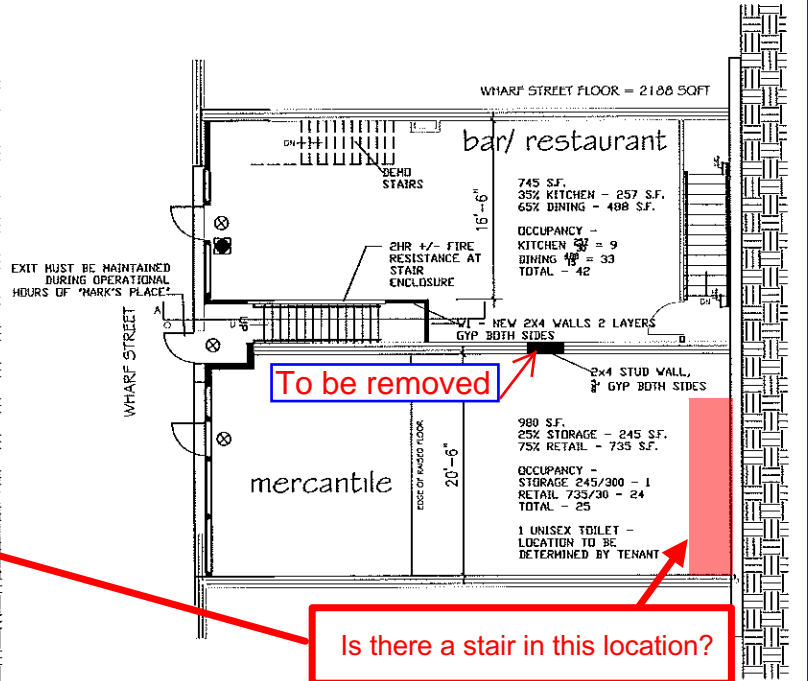 WHARF STREET FLOOR = 2188 SQFT
bar/ restaurant
DN
DEMO
STAIRS
745 S.F.
35% KITCHEN - 257 S.F.
65% DINING - 488 S.F.
OCCUPANCY -
KITCHEN = 9
DINING = 33
TOTAL - 42
16'-6"
2HR +/- FIRE
RESISTANCE AT
STAIR
ENCLOSURE
EXIT MUST BE MAINTAINED
DURING OPERATIONAL
HOURS OF 'MARK'S PLACE'
A
UP
DN
W1 - NEW 2X4 WALLS 2 LAYERS
GYP BOTH SIDES
WHARF STREET
To be removed
2x4 STUD WALL,
GYP BOTH SIDES
mercantile
EDGE OF RAISED FLOOR
20'-6"
980 S.F.
25% STORAGE - 245 S.F.
75% RETAIL - 735 S.F.
OCCUPANCY -
STORAGE 245/300 - 1
RETAIL 735/30 - 24
TOTAL - 25
1 UNISEX TOILET -
LOCATION TO BE
DETERMINED BY TENANT
Is there a stair in this location?